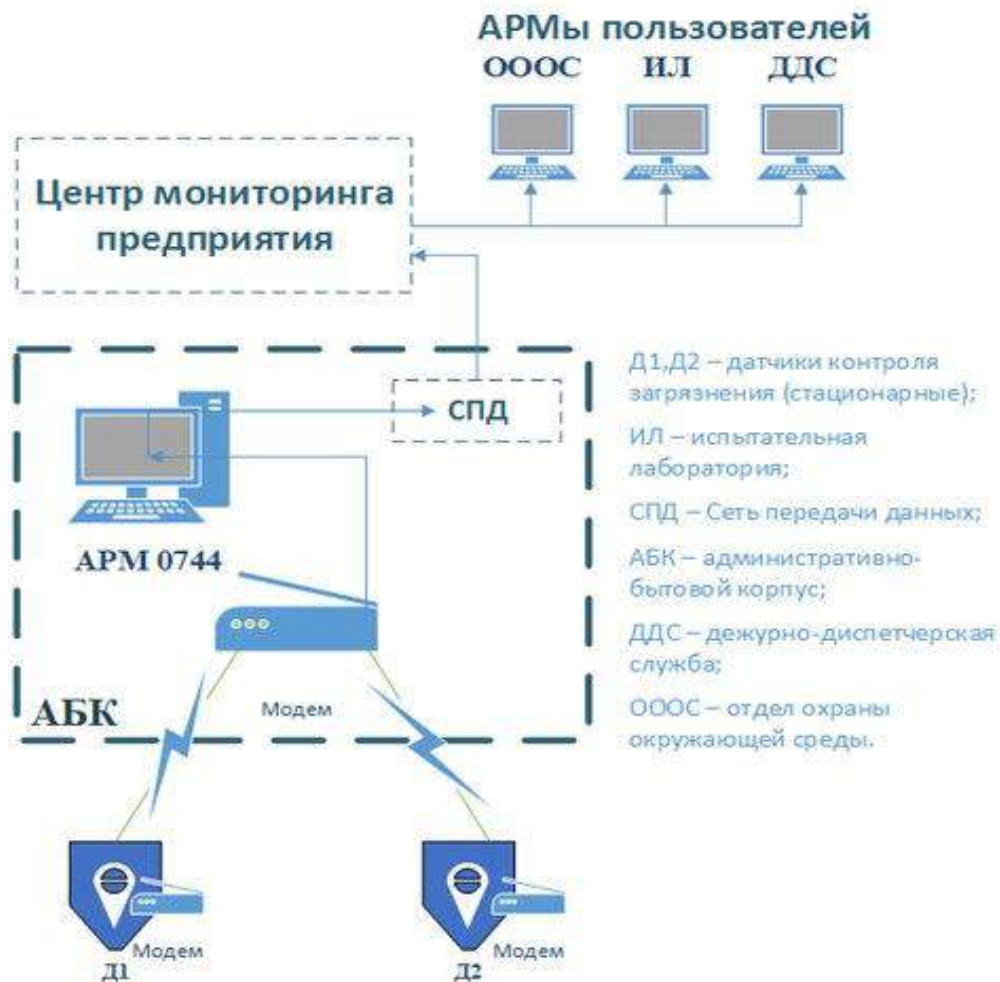 АРМы пользователей
ОООС ИЛ ДДС
Центр мониторинга
предприятия
СПД
АРМ 0744
Модем
АБК
Модем
Д1
Модем
Д2
Д1,Д2 – датчики контроля
загрязнения (стационарные);
ИЛ – испытательная
лаборатория;
СПД – Сеть передачи данных;
АБК – административно-
бытовой корпус;
ДДС – дежурно-диспетчерская
служба;
ОООС – отдел охраны
окружающей среды.